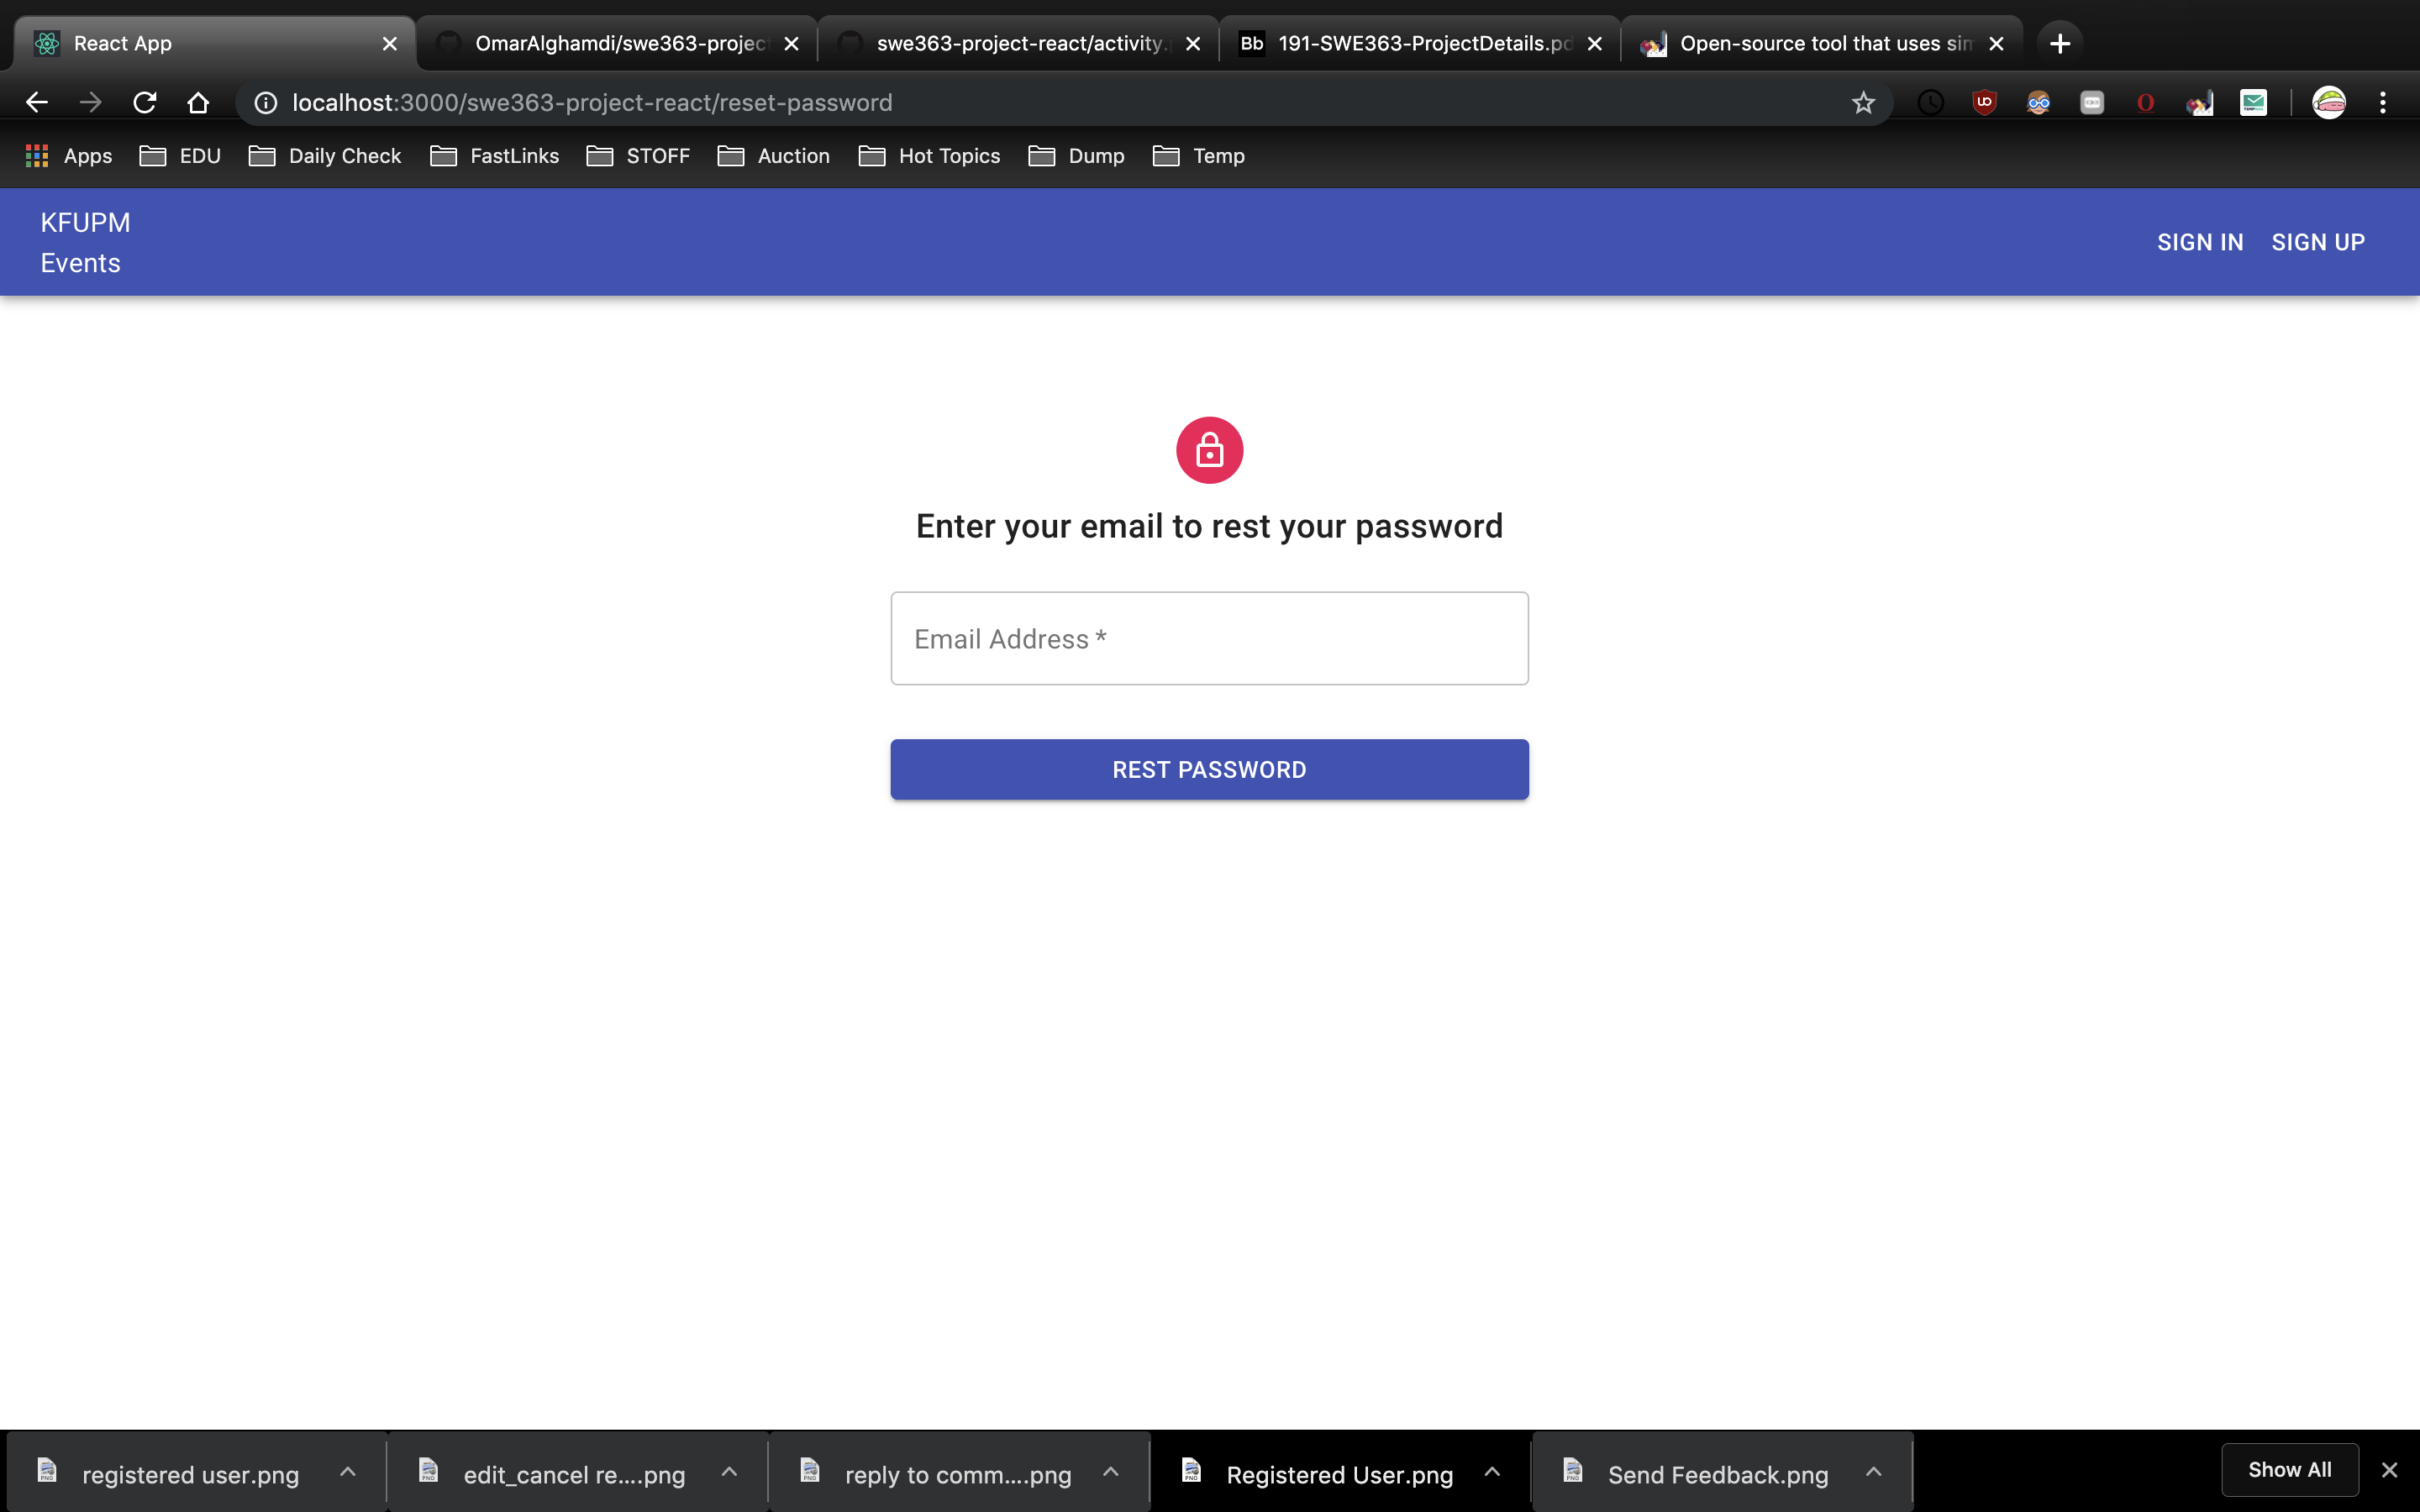 React App
OmarAlghamdi/swe363-projec
swe363-project-react/activity.
Bb 191-SWE363-ProjectDetails.pd
Open-source tool that uses sim
localhost:3000/swe363-project-react/reset-password
Apps
EDU
Daily Check
FastLinks
STOFF
Auction
Hot Topics
Dump
Temp
KFUPM
Events
SIGN IN
SIGN UP
Enter your email to rest your password
Email Address *
REST PASSWORD
registered user.png
edit_cancel re....png
reply to comm....png
Registered User.png
Send Feedback.png
Show All